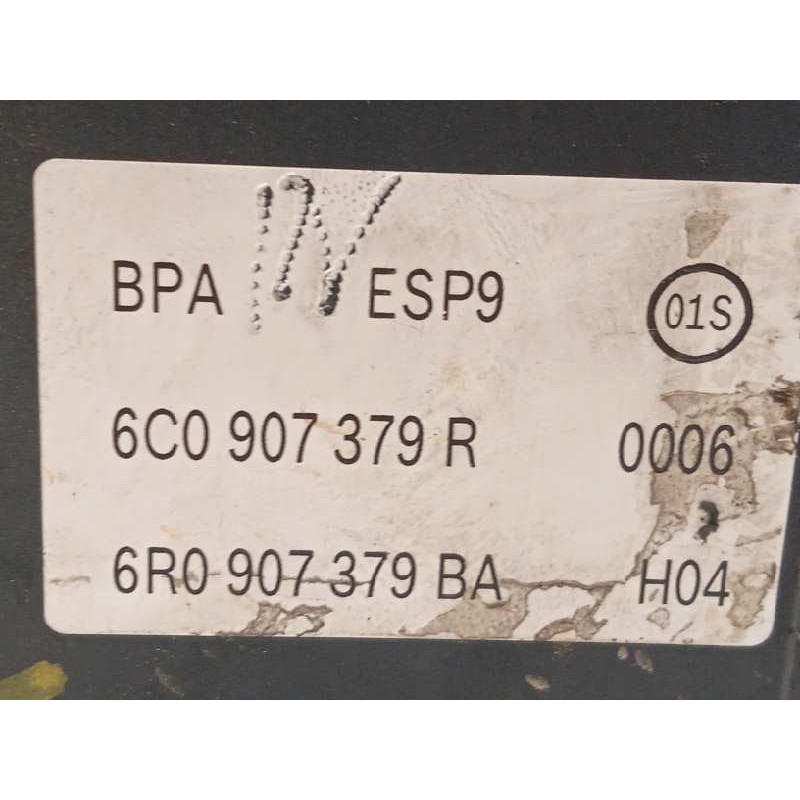 BPA ESP9 01S
6C0 907 379 R 0006
6R0 907 379 BA H04